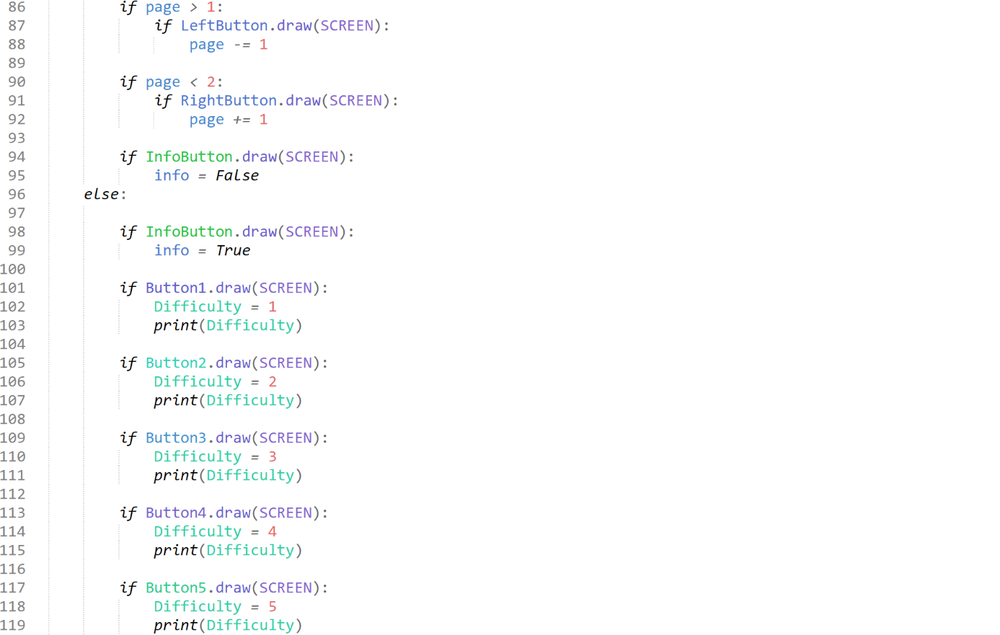 86 if page > 1:
87 if LeftButton.draw(SCREEN):
88 page -= 1
89
90 if page < 2:
91 if RightButton.draw(SCREEN):
92 page += 1
93
94 if InfoButton.draw(SCREEN):
95 info = False
96 else:
97
98 if InfoButton.draw(SCREEN):
99 info = True
100
101 if Button1.draw(SCREEN):
102 Difficulty = 1
103 print(Difficulty)
104
105 if Button2.draw(SCREEN):
106 Difficulty = 2
107 print(Difficulty)
108
109 if Button3.draw(SCREEN):
110 Difficulty = 3
111 print(Difficulty)
112
113 if Button4.draw(SCREEN):
114 Difficulty = 4
115 print(Difficulty)
116
117 if Button5.draw(SCREEN):
118 Difficulty = 5
119 print(Difficulty)